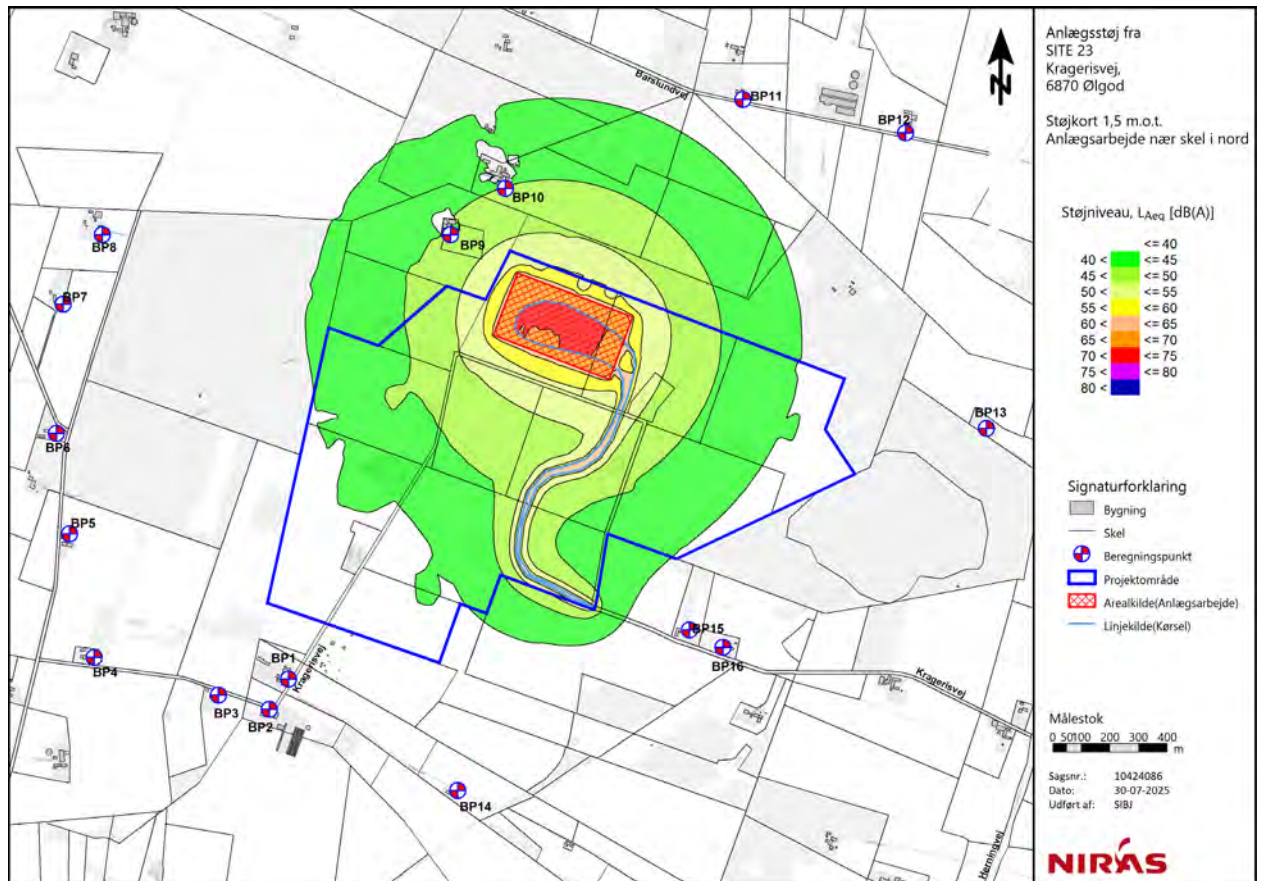 Anlægsstøj fra
SITE 23
Kragerisvej,
6870 Ølgod
Støjkort 1,5 m.o.t.
Anlægsarbejde nær skel i nord
Støjniveau, LAeq [dB(A)]
<= 40
40 < <= 45
45 < <= 50
50 < <= 55
55 < <= 60
60 < <= 65
65 < <= 70
70 < <= 75
75 < <= 80
80 <
Signaturforklaring
Bygning
Skel
Beregningspunkt
Projektområde
Arealkilde(Anlægsarbejde)
Linjekilde(Kørsel)
Målestok
0 50100 200 300 400
m
Sagsnr.: 10424086
Dato: 30-07-2025
Udført af: SIBJ
NIRAS
N
Barslundvej
BP11
BP12
BP10
BP9
BP8
BP7
BP13
BP6
BP5
BP15
BP16
BP1
Kragerisvej
BP4
BP3
BP2
Kragerisvej
BP14
Herningvej